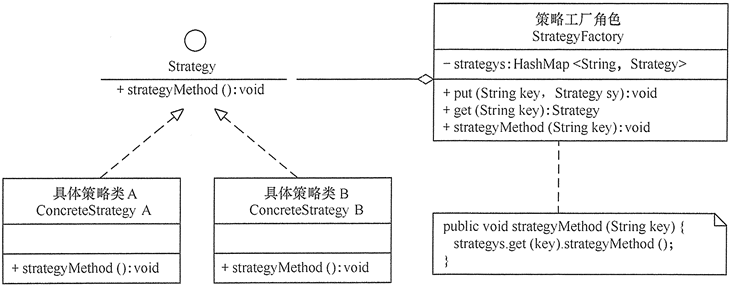 Strategy
+ strategyMethod (): void
策略工厂角色
StrategyFactory
− strategys: HashMap <String, Strategy>
+ put (String key, Strategy sy): void
+ get (String key): Strategy
+ strategyMethod (String key): void
具体策略类 A
ConcreteStrategy A
+ strategyMethod (): void
具体策略类 B
ConcreteStrategy B
+ strategyMethod (): void
public void strategyMethod (String key) {
strategys.get (key).strategyMethod ();
}